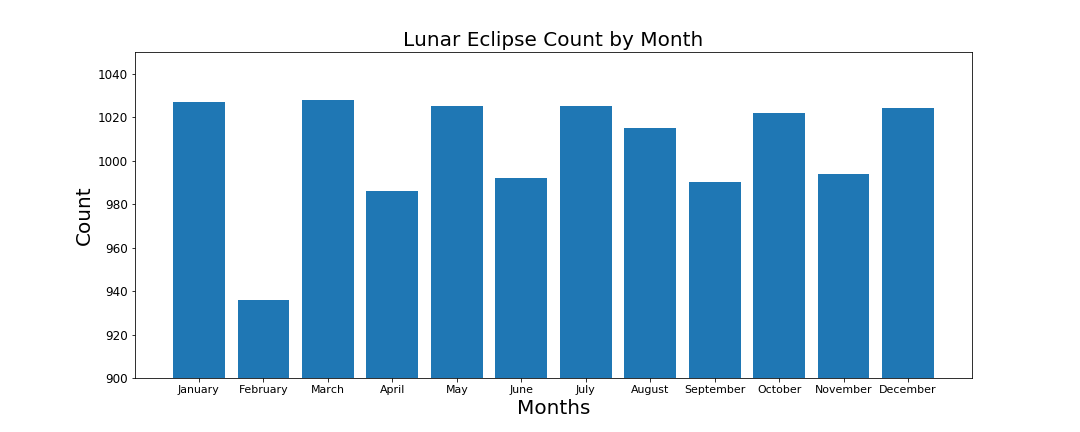 Lunar Eclipse Count by Month
1040
1020
1000
980
960
940
920
900
Count
January February March April May June July August September October November December
Months